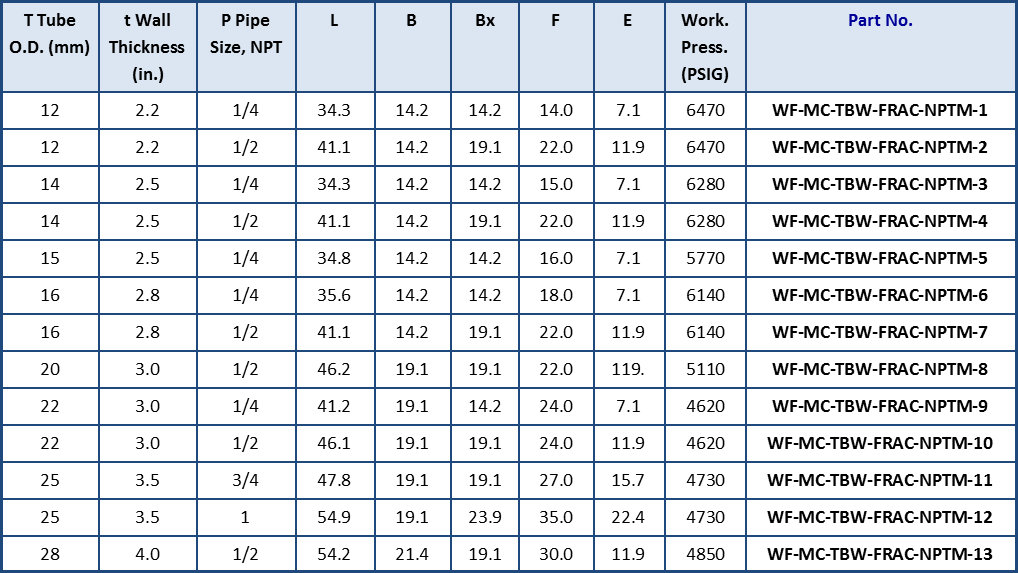 T Tube O.D. (mm) t Wall Thickness (in.) P Pipe Size, NPT L B Bx F E Work. Press. (PSIG) Part No.
12 2.2 1/4 34.3 14.2 14.2 14.0 7.1 6470 WF-MC-TBW-FRAC-NPTM-1
12 2.2 1/2 41.1 14.2 19.1 22.0 11.9 6470 WF-MC-TBW-FRAC-NPTM-2
14 2.5 1/4 34.3 14.2 14.2 15.0 7.1 6280 WF-MC-TBW-FRAC-NPTM-3
14 2.5 1/2 41.1 14.2 19.1 22.0 11.9 6280 WF-MC-TBW-FRAC-NPTM-4
15 2.5 1/4 34.8 14.2 14.2 16.0 7.1 5770 WF-MC-TBW-FRAC-NPTM-5
16 2.8 1/4 35.6 14.2 14.2 18.0 7.1 6140 WF-MC-TBW-FRAC-NPTM-6
16 2.8 1/2 41.1 14.2 19.1 22.0 11.9 6140 WF-MC-TBW-FRAC-NPTM-7
20 3.0 1/2 46.2 19.1 19.1 22.0 119. 5110 WF-MC-TBW-FRAC-NPTM-8
22 3.0 1/4 41.2 19.1 14.2 24.0 7.1 4620 WF-MC-TBW-FRAC-NPTM-9
22 3.0 1/2 46.1 19.1 19.1 24.0 11.9 4620 WF-MC-TBW-FRAC-NPTM-10
25 3.5 3/4 47.8 19.1 19.1 27.0 15.7 4730 WF-MC-TBW-FRAC-NPTM-11
25 3.5 1 54.9 19.1 23.9 35.0 22.4 4730 WF-MC-TBW-FRAC-NPTM-12
28 4.0 1/2 54.2 21.4 19.1 30.0 11.9 4850 WF-MC-TBW-FRAC-NPTM-13